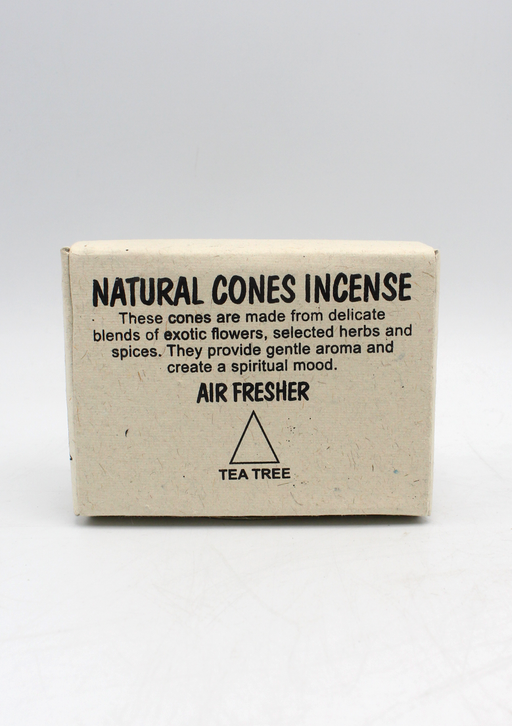 NATURAL CONES INCENSE
These cones are made from delicate
blends of exotic flowers, selected herbs and
spices. They provide gentle aroma and
create a spiritual mood.
AIR FRESHER
TEA TREE